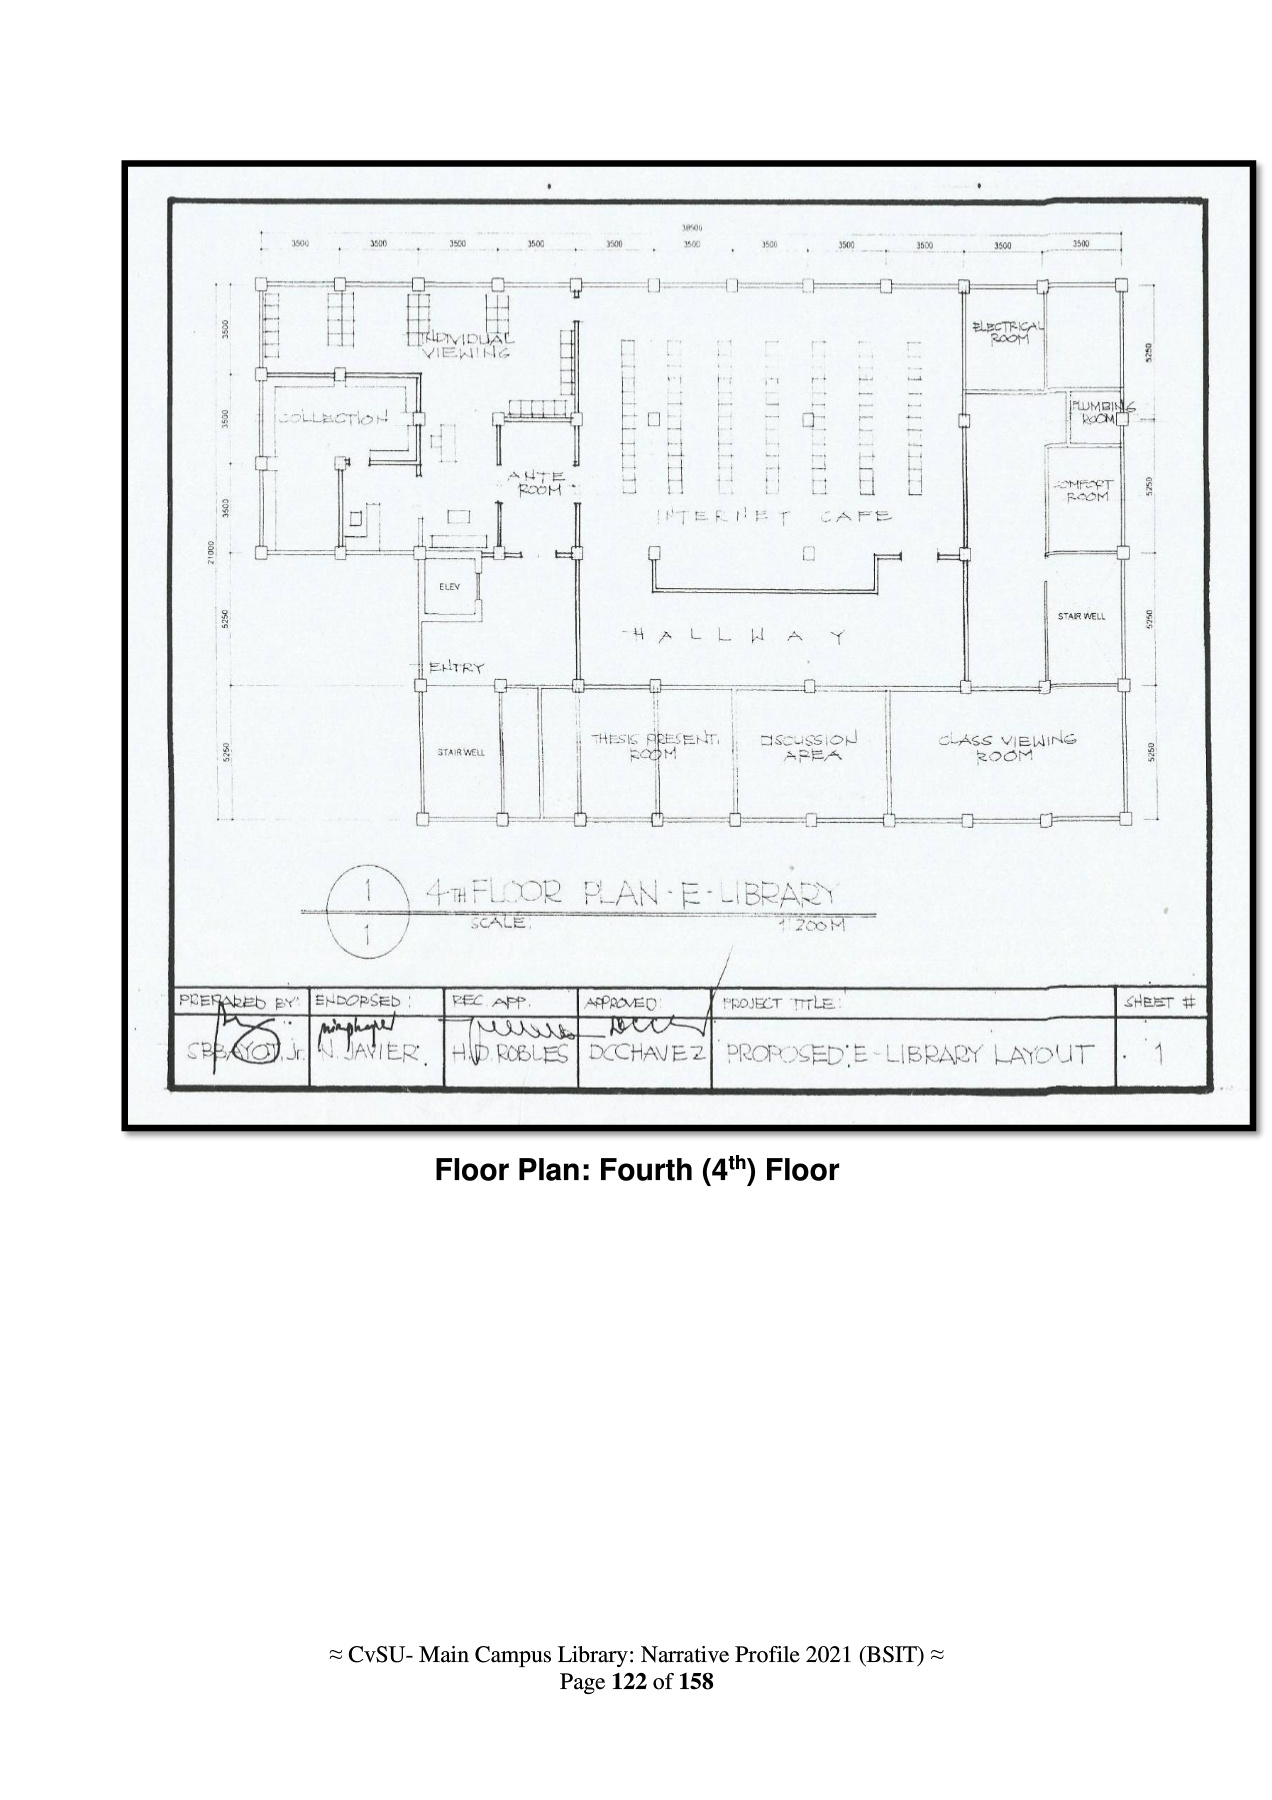 38500
3500 3500 3500 3500 3500 3500 3500 3500 3500 3500 3500
3500
3500
3500
21000
5250
5250
5250
5250
5250
5250
INDIVIDUAL
VIEWING
COLLECTION
ANTE
ROOM
INTERNET CAFE
ELECTRICAL
ROOM
PLUMBING
ROOM
COMFORT
ROOM
ELEV
ENTRY
HALLWAY
STAIR WELL
STAIR WELL
THESIS PRESENT.
ROOM
DISCUSSION
AREA
CLASS VIEWING
ROOM
1
1
4TH FLOOR PLAN - E - LIBRARY
SCALE: 1:200M
PREPARED BY: ENDORSED: REC. APP. APPROVED: PROJECT TITLE: SHEET #
SPBAYOT, Jr. N. JAVIER. H.D. ROBLES DCCHAVEZ PROPOSED: E-LIBRARY LAYOUT 1
Floor Plan: Fourth (4th) Floor
≈ CvSU- Main Campus Library: Narrative Profile 2021 (BSIT) ≈
Page 122 of 158